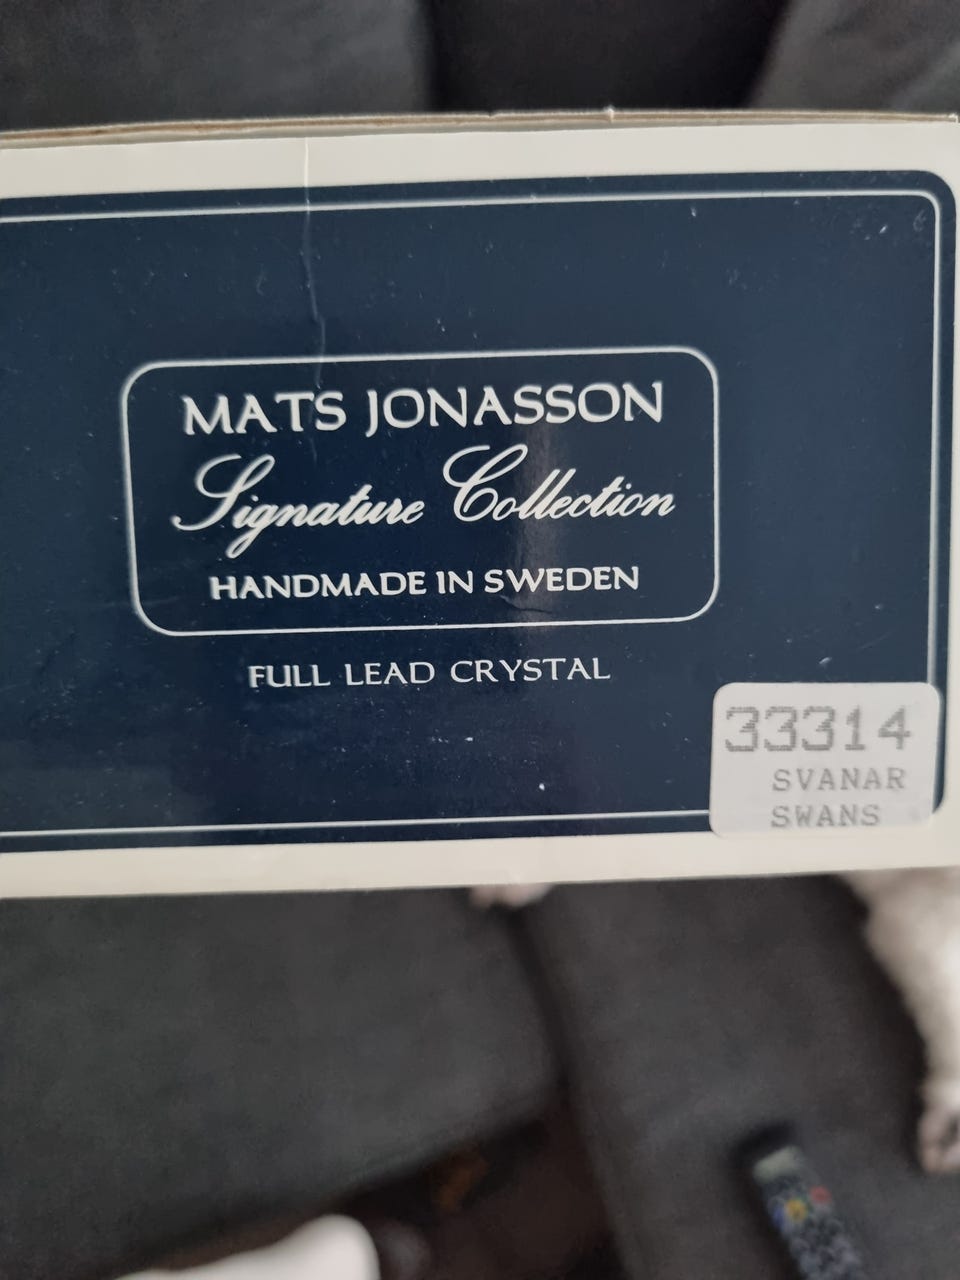 MATS JONASSON
Signature Collection
HANDMADE IN SWEDEN
FULL LEAD CRYSTAL
33314
SVANAR
SWANS